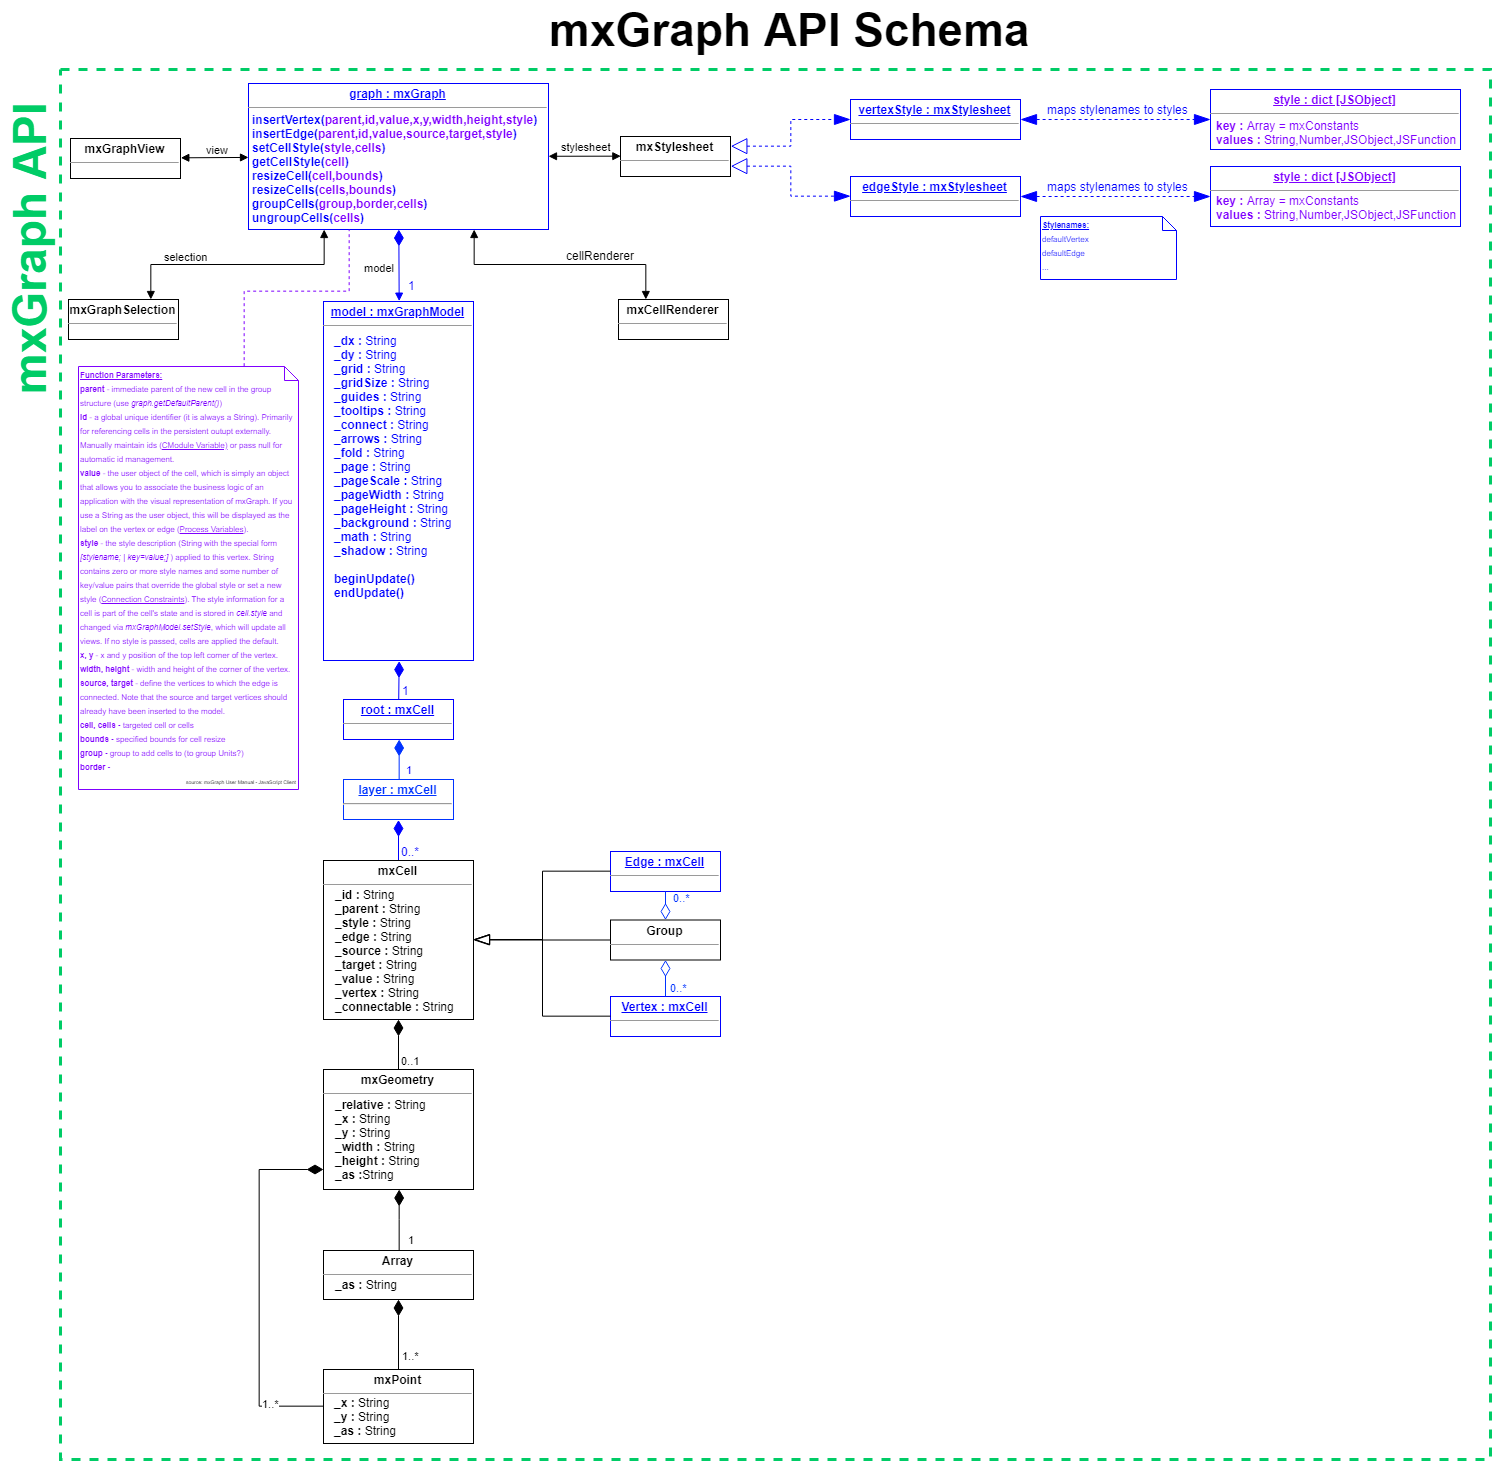 mxGraph API Schema
mxGraph API
graph : mxGraph
insertVertex(parent,id,value,x,y,width,height,style)
insertEdge(parent,id,value,source,target,style)
setCellStyle(style,cells)
getCellStyle(cell)
resizeCell(cell,bounds)
resizeCells(cells,bounds)
groupCells(group,border,cells)
ungroupCells(cells)
mxGraphView
view
stylesheet
mxStylesheet
vertexStyle : mxStylesheet
maps stylenames to styles
style : dict [JSObject]
key : Array = mxConstants
values : String,Number,JSObject,JSFunction
edgeStyle : mxStylesheet
maps stylenames to styles
style : dict [JSObject]
key : Array = mxConstants
values : String,Number,JSObject,JSFunction
Stylenames:
defaultVertex
defaultEdge
...
selection
model
1
cellRenderer
mxGraphSelection
mxCellRenderer
model : mxGraphModel
_dx : String
_dy : String
_grid : String
_gridSize : String
_guides : String
_tooltips : String
_connect : String
_arrows : String
_fold : String
_page : String
_pageScale : String
_pageWidth : String
_pageHeight : String
_background : String
_math : String
_shadow : String
beginUpdate()
endUpdate()
Function Parameters:
parent - immediate parent of the new cell in the group
structure (use graph.getDefaultParent())
id - a global unique identifier (it is always a String). Primarily
for referencing cells in the persistent outupt externally.
Manually maintain ids (CModule Variable) or pass null for
automatic id management.
value - the user object of the cell, which is simply an object
that allows you to associate the business logic of an
application with the visual representation of mxGraph. If you
use a String as the user object, this will be displayed as the
label on the vertex or edge (Process Variables).
style - the style description (String with the special form
[stylename; | key=value;] ) applied to this vertex. String
contains zero or more style names and some number of
key/value pairs that override the global style or set a new
style (Connection Constraints). The style information for a
cell is part of the cell's state and is stored in cell.style and
changed via mxGraphModel.setStyle, which will update all
views. If no style is passed, cells are applied the default.
x, y - x and y position of the top left corner of the vertex.
width, height - width and height of the corner of the vertex.
source, target - define the vertices to which the edge is
connected. Note that the source and target vertices should
already have been inserted to the model.
cell, cells - targeted cell or cells
bounds - specified bounds for cell resize
group - group to add cells to (to group Units?)
border -
source: mxGraph User Manual - JavaScript Client
1
root : mxCell
1
layer : mxCell
0..*
mxCell
_id : String
_parent : String
_style : String
_edge : String
_source : String
_target : String
_value : String
_vertex : String
_connectable : String
Edge : mxCell
0..*
Group
0..*
Vertex : mxCell
0..1
mxGeometry
_relative : String
_x : String
_y : String
_width : String
_height : String
_as :String
1
Array
_as : String
1..*
1..*
mxPoint
_x : String
_y : String
_as : String